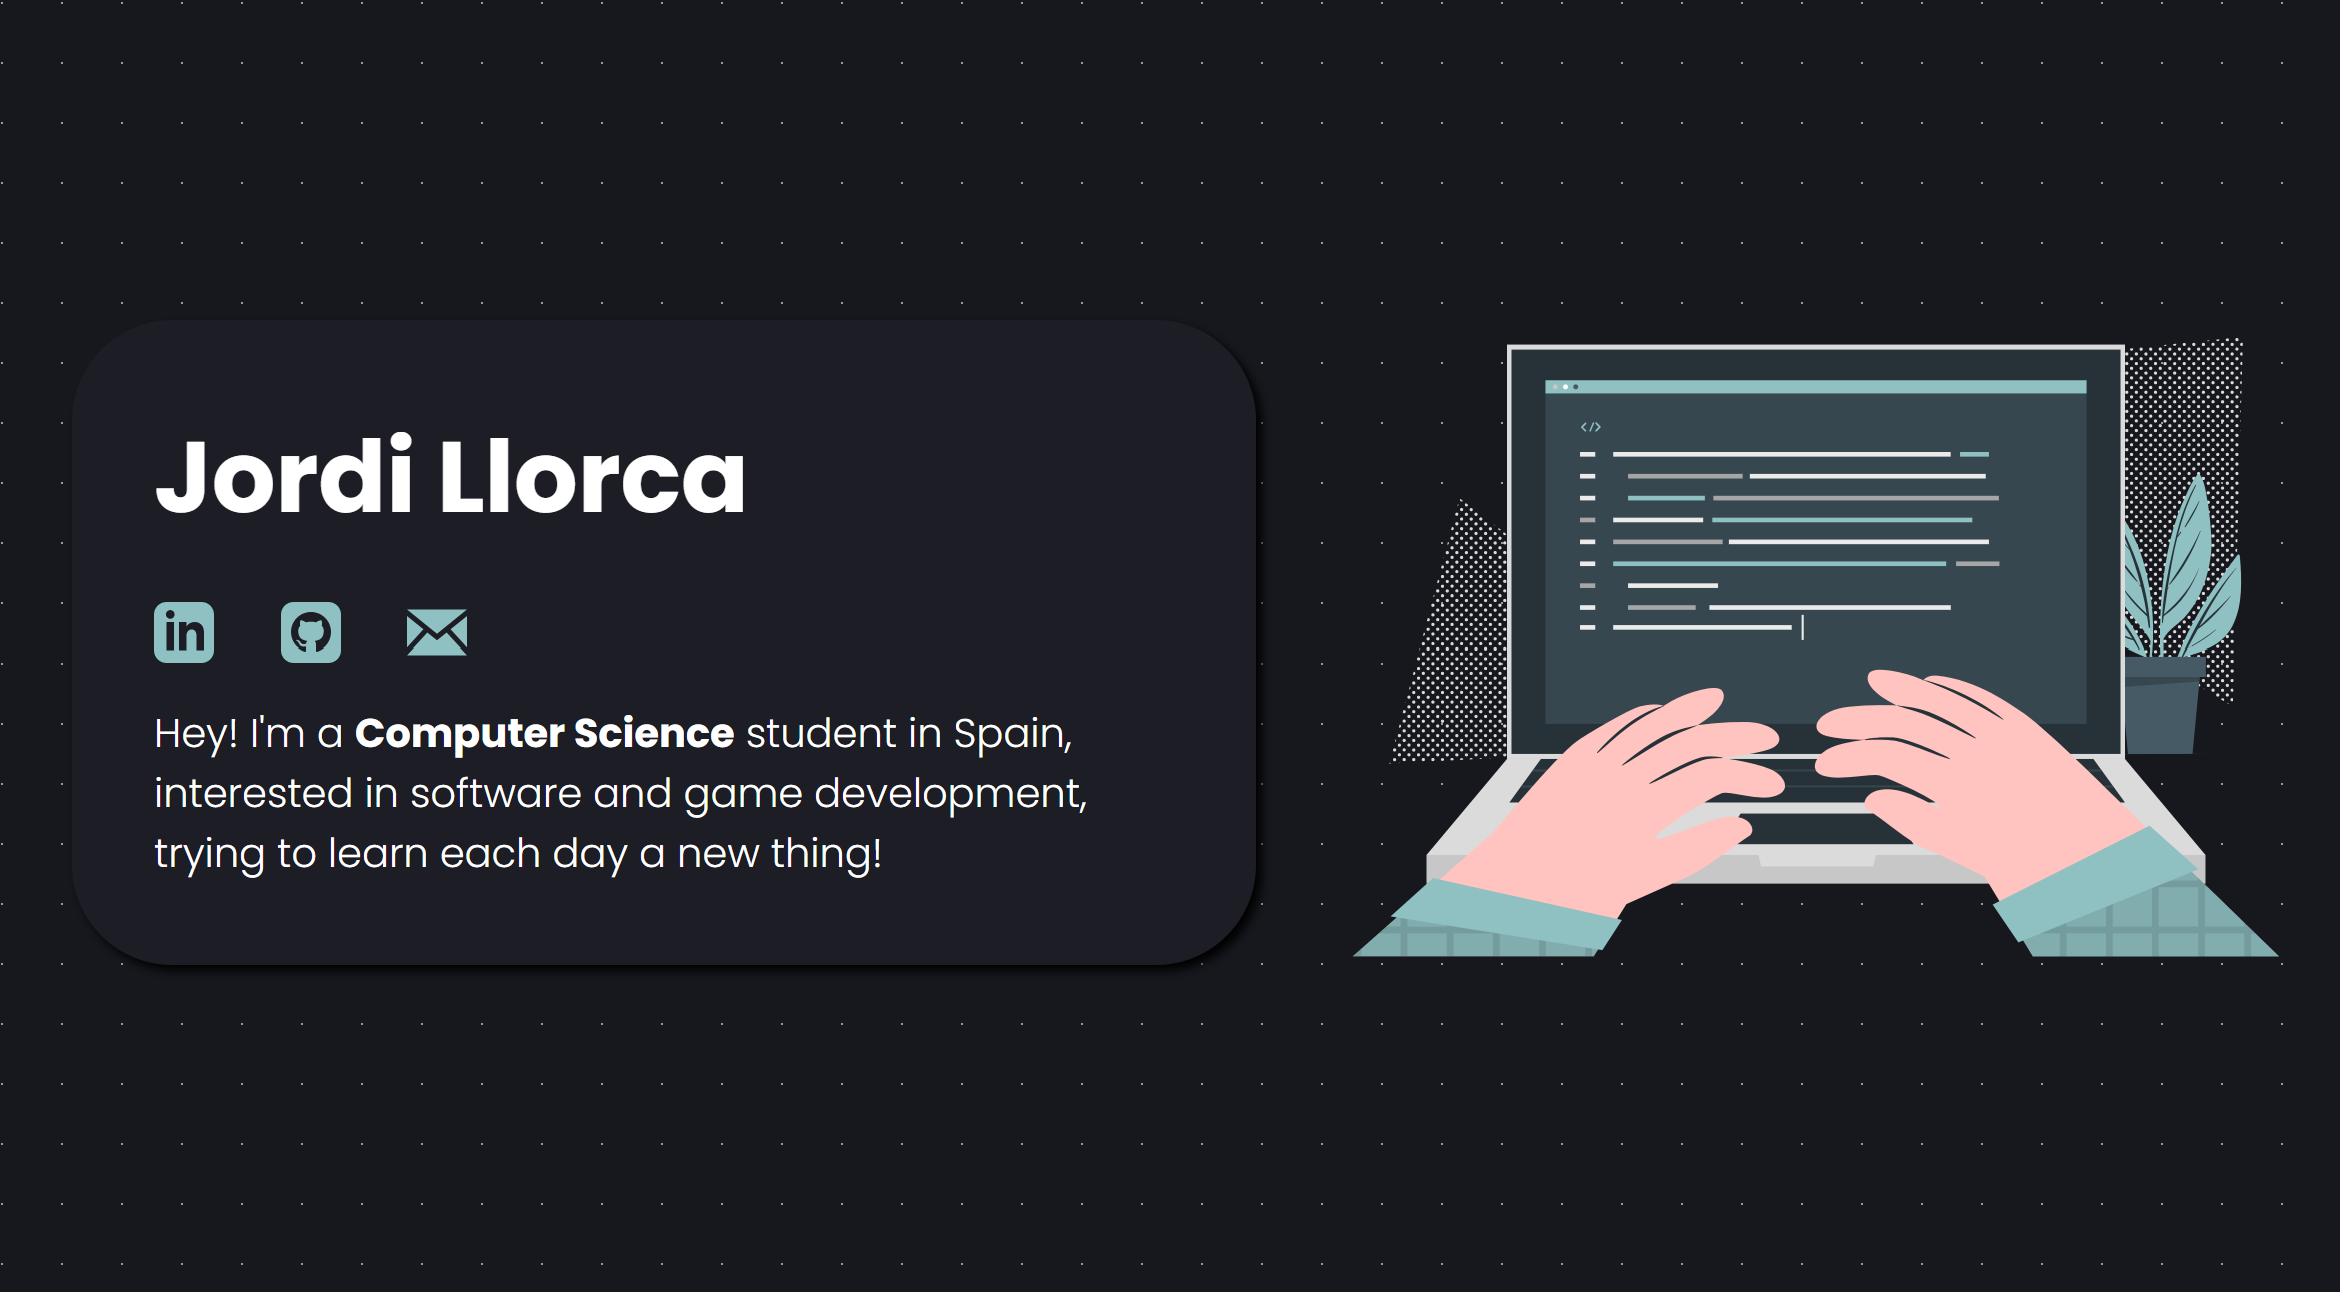 Jordi Llorca
in
Hey! I'm a Computer Science student in Spain,
interested in software and game development,
trying to learn each day a new thing!
</>